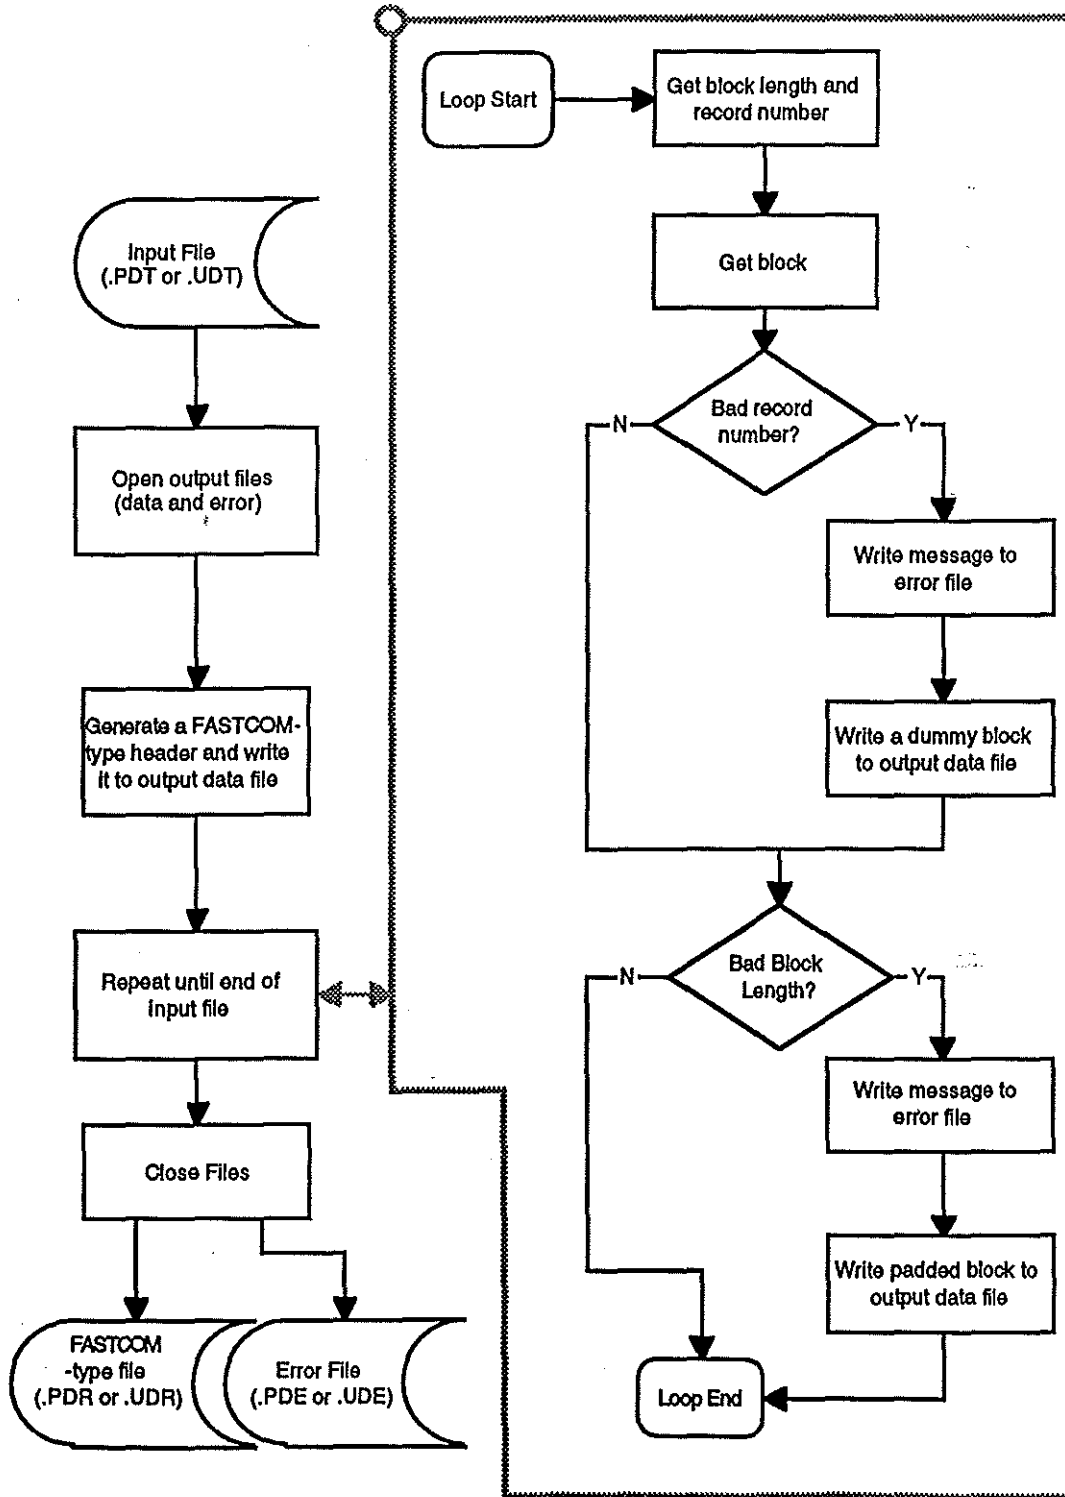 Input File
(.PDT or .UDT)
Open output files
(data and error)
Generate a FASTCOM-
type header and write
it to output data file
Repeat until end of
input file
Close Files
FASTCOM
-type file
(.PDR or .UDR)
Error File
(.PDE or .UDE)
Loop Start
Get block length and
record number
Get block
Bad record
number?
N
Y
Write message to
error file
Write a dummy block
to output data file
Bad Block
Length?
N
Y
Write message to
error file
Write padded block to
output data file
Loop End